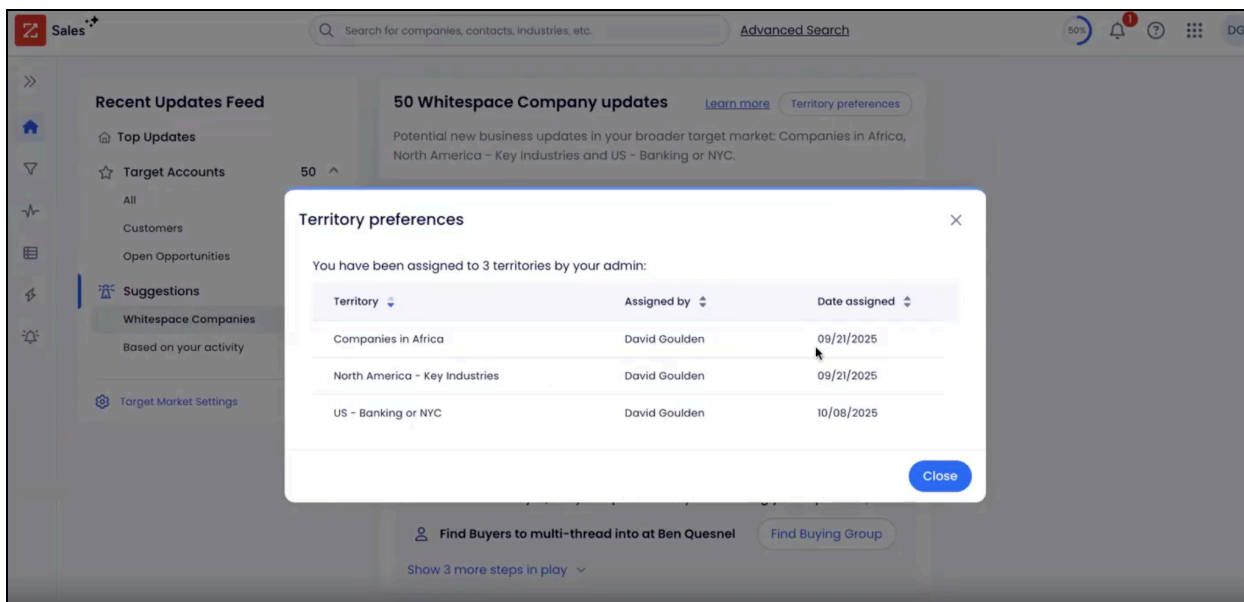 Sales
Search for companies, contacts, industries, etc.
Advanced Search
50%
1
DG
Recent Updates Feed
Top Updates
Target Accounts 50
All
Customers
Open Opportunities
Suggestions
Whitespace Companies
Based on your activity
Target Market Settings
50 Whitespace Company updates Learn more Territory preferences
Potential new business updates in your broader target market: Companies in Africa,
North America - Key Industries and US - Banking or NYC.
Territory preferences
You have been assigned to 3 territories by your admin:
Territory Assigned by Date assigned
Companies in Africa David Goulden 09/21/2025
North America - Key Industries David Goulden 09/21/2025
US - Banking or NYC David Goulden 10/08/2025
Close
Find Buyers to multi-thread into at Ben Quesnel Find Buying Group
Show 3 more steps in play